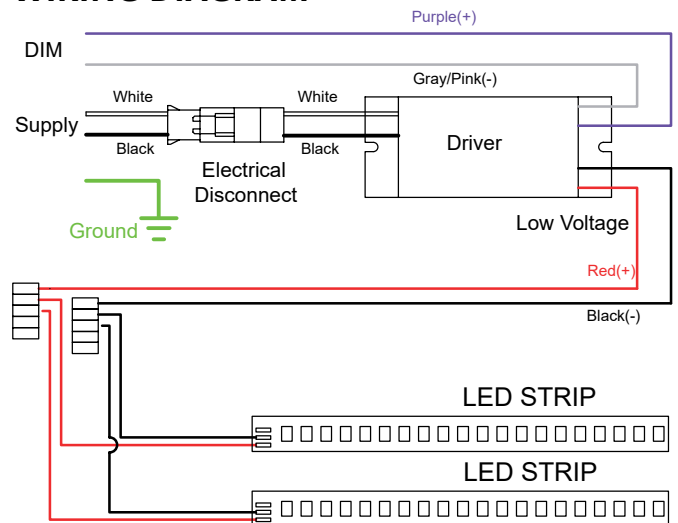 Purple(+)
DIM
Gray/Pink(-)
White
White
Supply
Black
Black
Driver
Electrical
Disconnect
Ground
Low Voltage
Red(+)
Black(-)
LED STRIP
LED STRIP